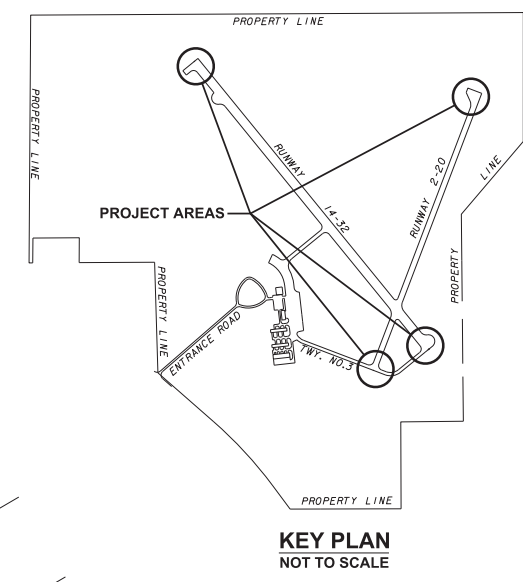 PROPERTY LINE
PROPERTY LINE
RUNWAY 14-32
RUNWAY 2-20
PROPERTY LINE
PROJECT AREAS
PROPERTY LINE
ENTRANCE ROAD
TWY. NO.3
PROPERTY LINE
KEY PLAN
NOT TO SCALE